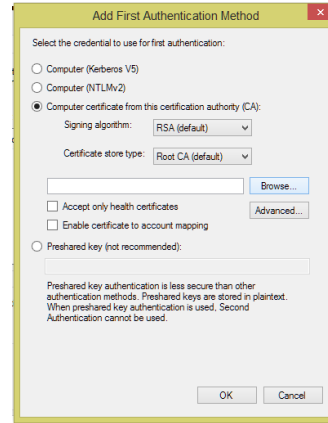 Add First Authentication Method
Select the credential to use for first authentication:
Computer (Kerberos V5)
Computer (NTLMv2)
Computer certificate from this certification authority (CA):
Signing algorithm: RSA (default)
Certificate store type: Root CA (default)
Browse...
Accept only health certificates
Advanced...
Enable certificate to account mapping
Preshared key (not recommended):
Preshared key authentication is less secure than other
authentication methods. Preshared keys are stored in plaintext.
When preshared key authentication is used, Second
Authentication cannot be used.
OK Cancel